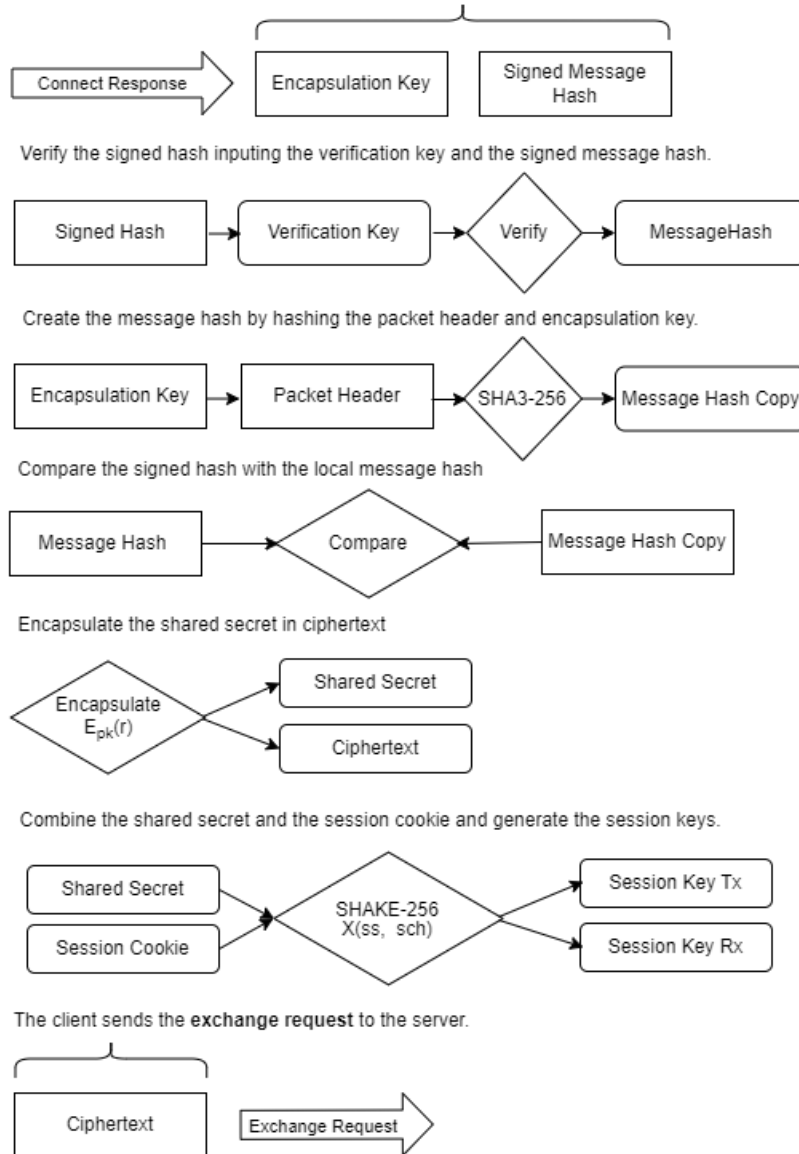 Connect Response
Encapsulation Key
Signed Message
Hash
Verify the signed hash inputing the verification key and the signed message hash.
Signed Hash
Verification Key
Verify
MessageHash
Create the message hash by hashing the packet header and encapsulation key.
Encapsulation Key
Packet Header
SHA3-256
Message Hash Copy
Compare the signed hash with the local message hash
Message Hash
Compare
Message Hash Copy
Encapsulate the shared secret in ciphertext
Encapsulate
Epk(r)
Shared Secret
Ciphertext
Combine the shared secret and the session cookie and generate the session keys.
Shared Secret
Session Cookie
SHAKE-256
X(ss, sch)
Session Key Tx
Session Key Rx
The client sends the exchange request to the server.
Ciphertext
Exchange Request